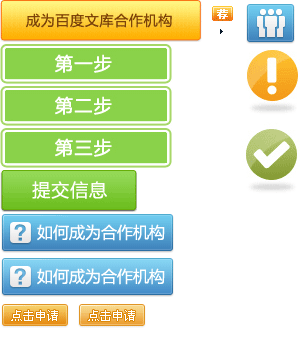 成为百度文库合作机构
荐
第一步
第二步
第三步
提交信息
? 如何成为合作机构
? 如何成为合作机构
点击申请
点击申请